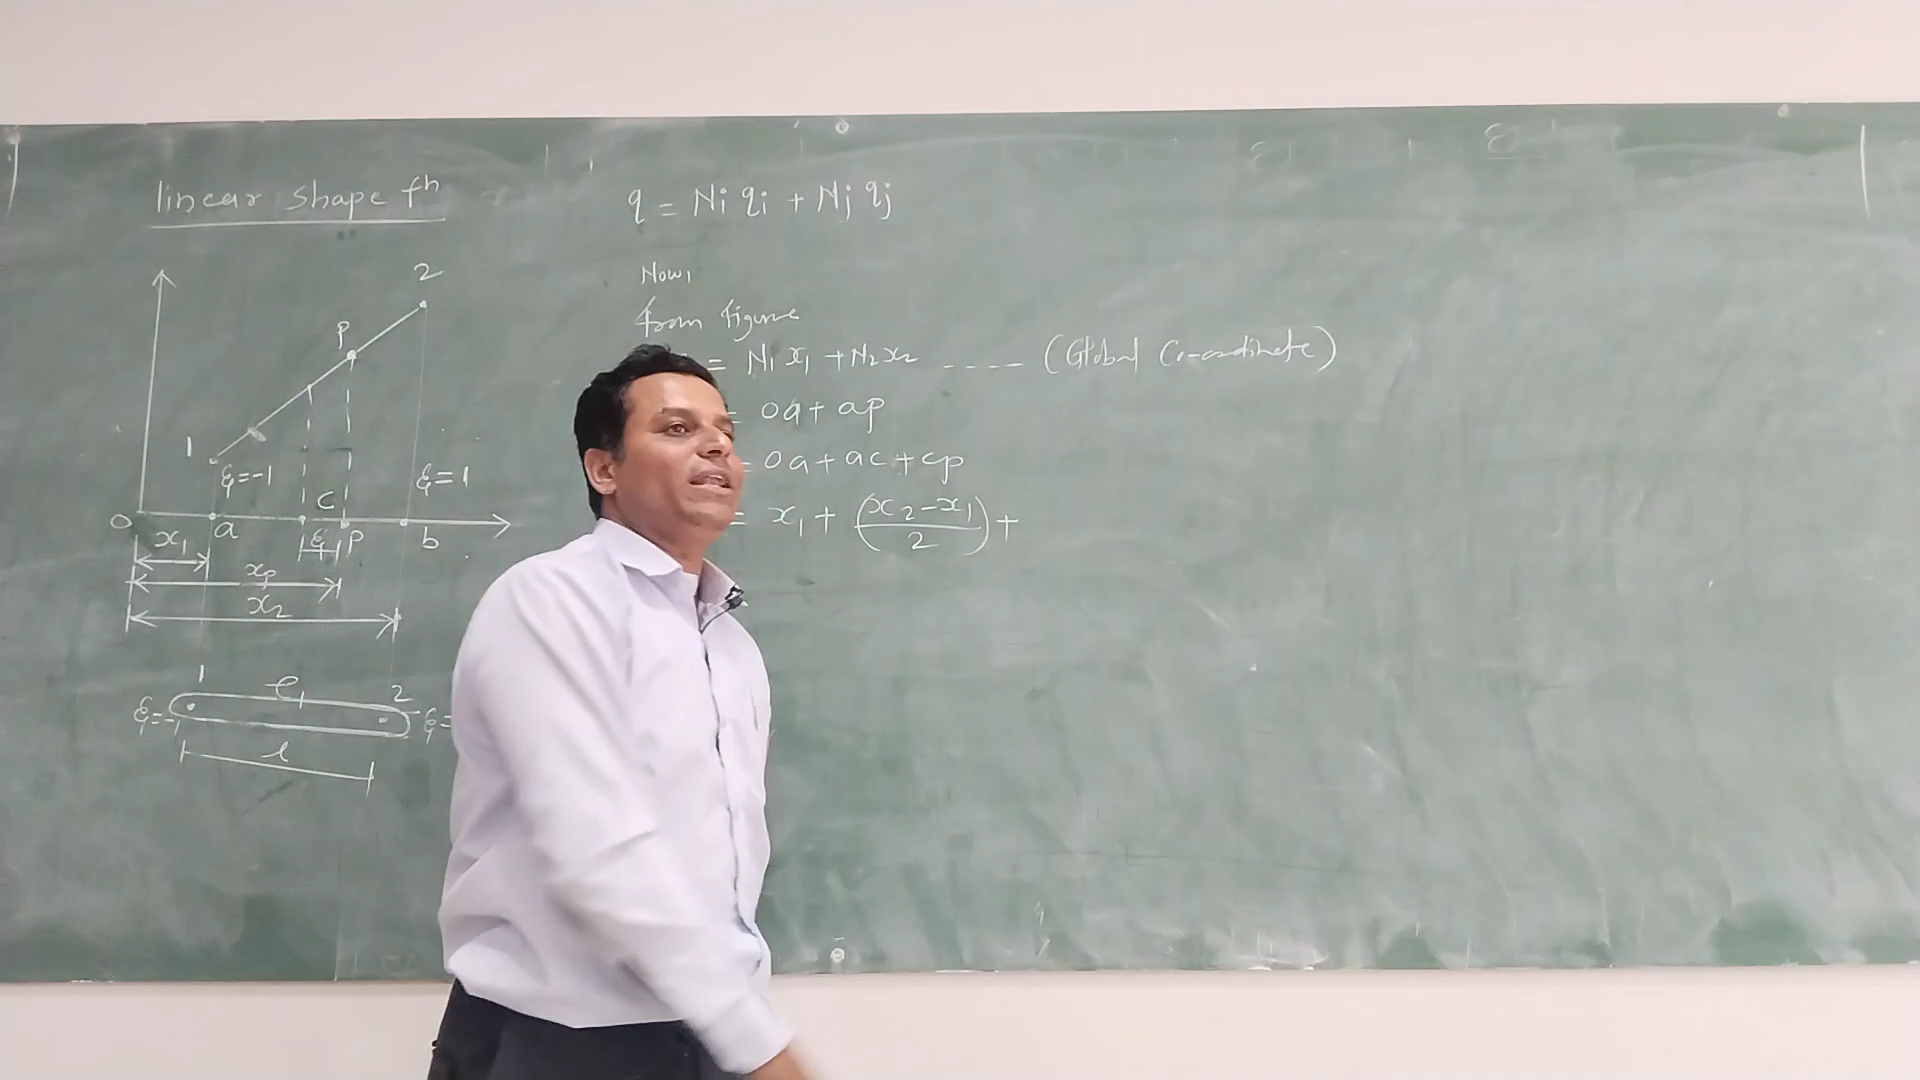 linear shape fn
q = Ni qi + Nj qj
Now,
from figure
= N1 x1 + N2 x2 ---- (Global Co-ordinate)
= oa + ap
= oa + ac + cp
= x1 + ((x2 - x1)/2) +
2
P
1
ξ=-1
ξ=1
C
o
a
ξ
P
b
x1
xp
x2
1
e
2
ξ=-1
ξ=
l